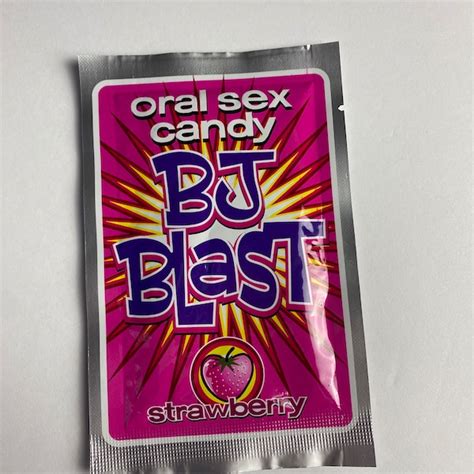 oral sex
candy
BJ
BLaST
strawberry